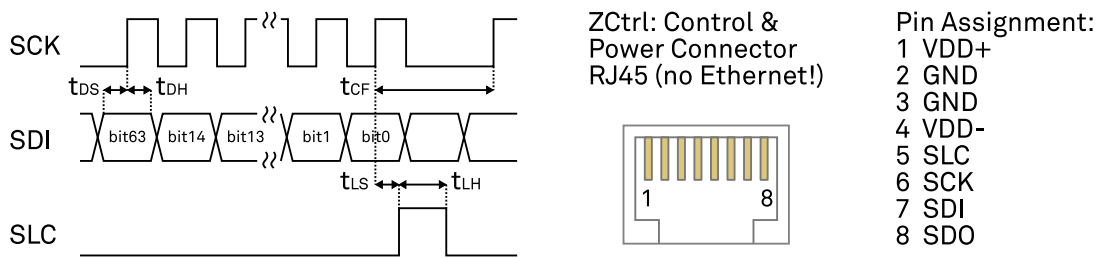 SCK
tDS
tDH
tCF
SDI
bit63
bit14
bit13
bit1
bit0
tLS
tLH
SLC
ZCtrl: Control &
Power Connector
RJ45 (no Ethernet!)
1
8
Pin Assignment:
1 VDD+
2 GND
3 GND
4 VDD-
5 SLC
6 SCK
7 SDI
8 SDO